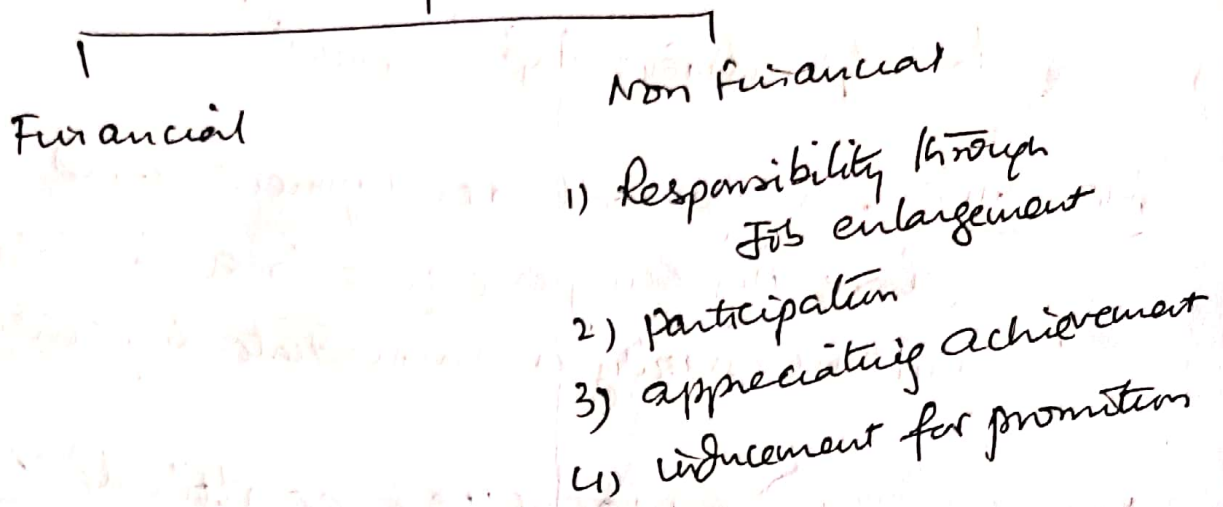 Financial
Non Financial
1) Responsibility through
Job enlargement
2) participation
3) appreciating achievement
4) inducement for promotion